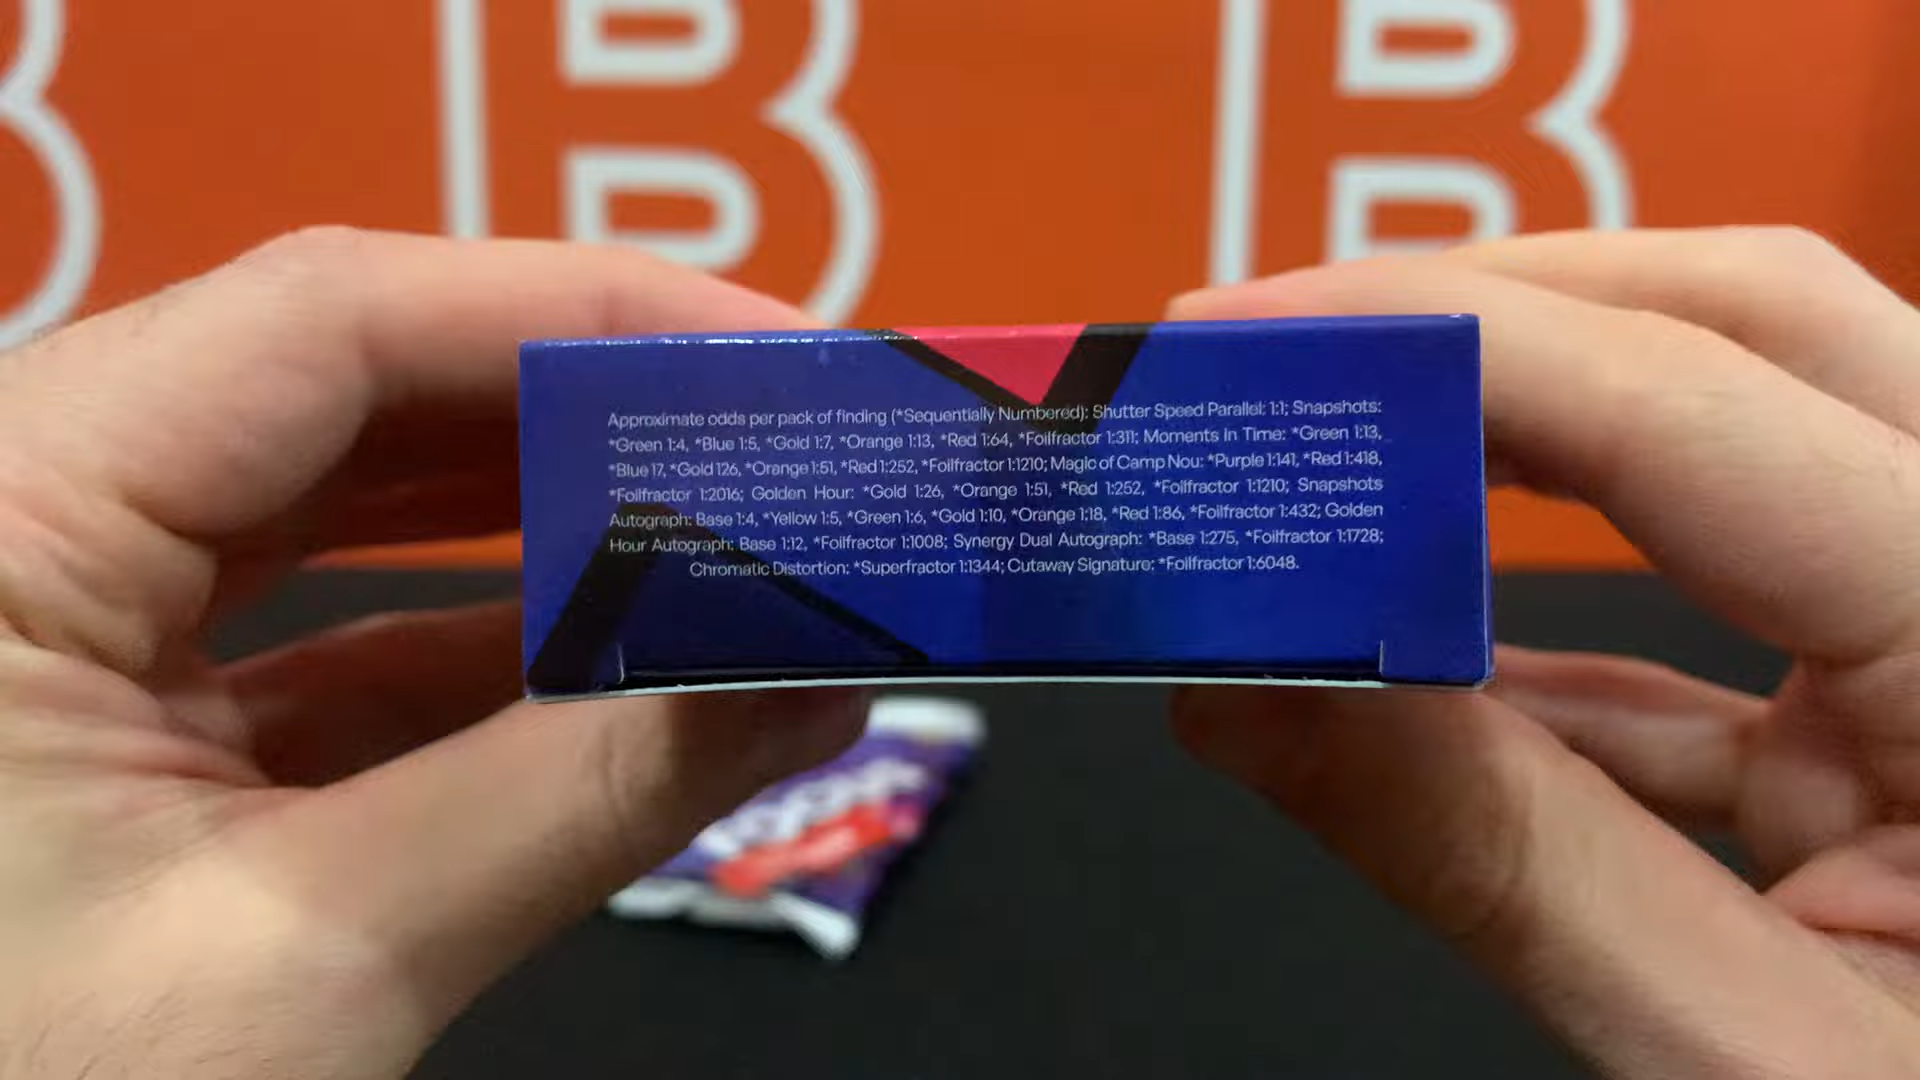 B B
Approximate odds per pack of finding (*Sequentially Numbered): Shutter Speed Parallel: 1:1; Snapshots:
*Green 1:4, *Blue 1:5, *Gold 1:7, *Orange 1:13, *Red 1:64, *Foilfractor 1:311; Moments In Time: *Green 1:13,
*Blue 17, *Gold 126, *Orange 1:51, *Red 1:252, *Foilfractor 1:1210; Magic of Camp Nou: *Purple 1:141, *Red 1:418,
*Foilfractor 1:2016; Golden Hour: *Gold 1:26, *Orange 1:51, *Red 1:252, *Foilfractor 1:1210; Snapshots
Autograph: Base 1:4, *Yellow 1:5, *Green 1:6, *Gold 1:10, *Orange 1:18, *Red 1:86, *Foilfractor 1:432; Golden
Hour Autograph: Base 1:12, *Foilfractor 1:1008; Synergy Dual Autograph: *Base 1:275, *Foilfractor 1:1728;
Chromatic Distortion: *Superfractor 1:1344; Cutaway Signature: *Foilfractor 1:6048.